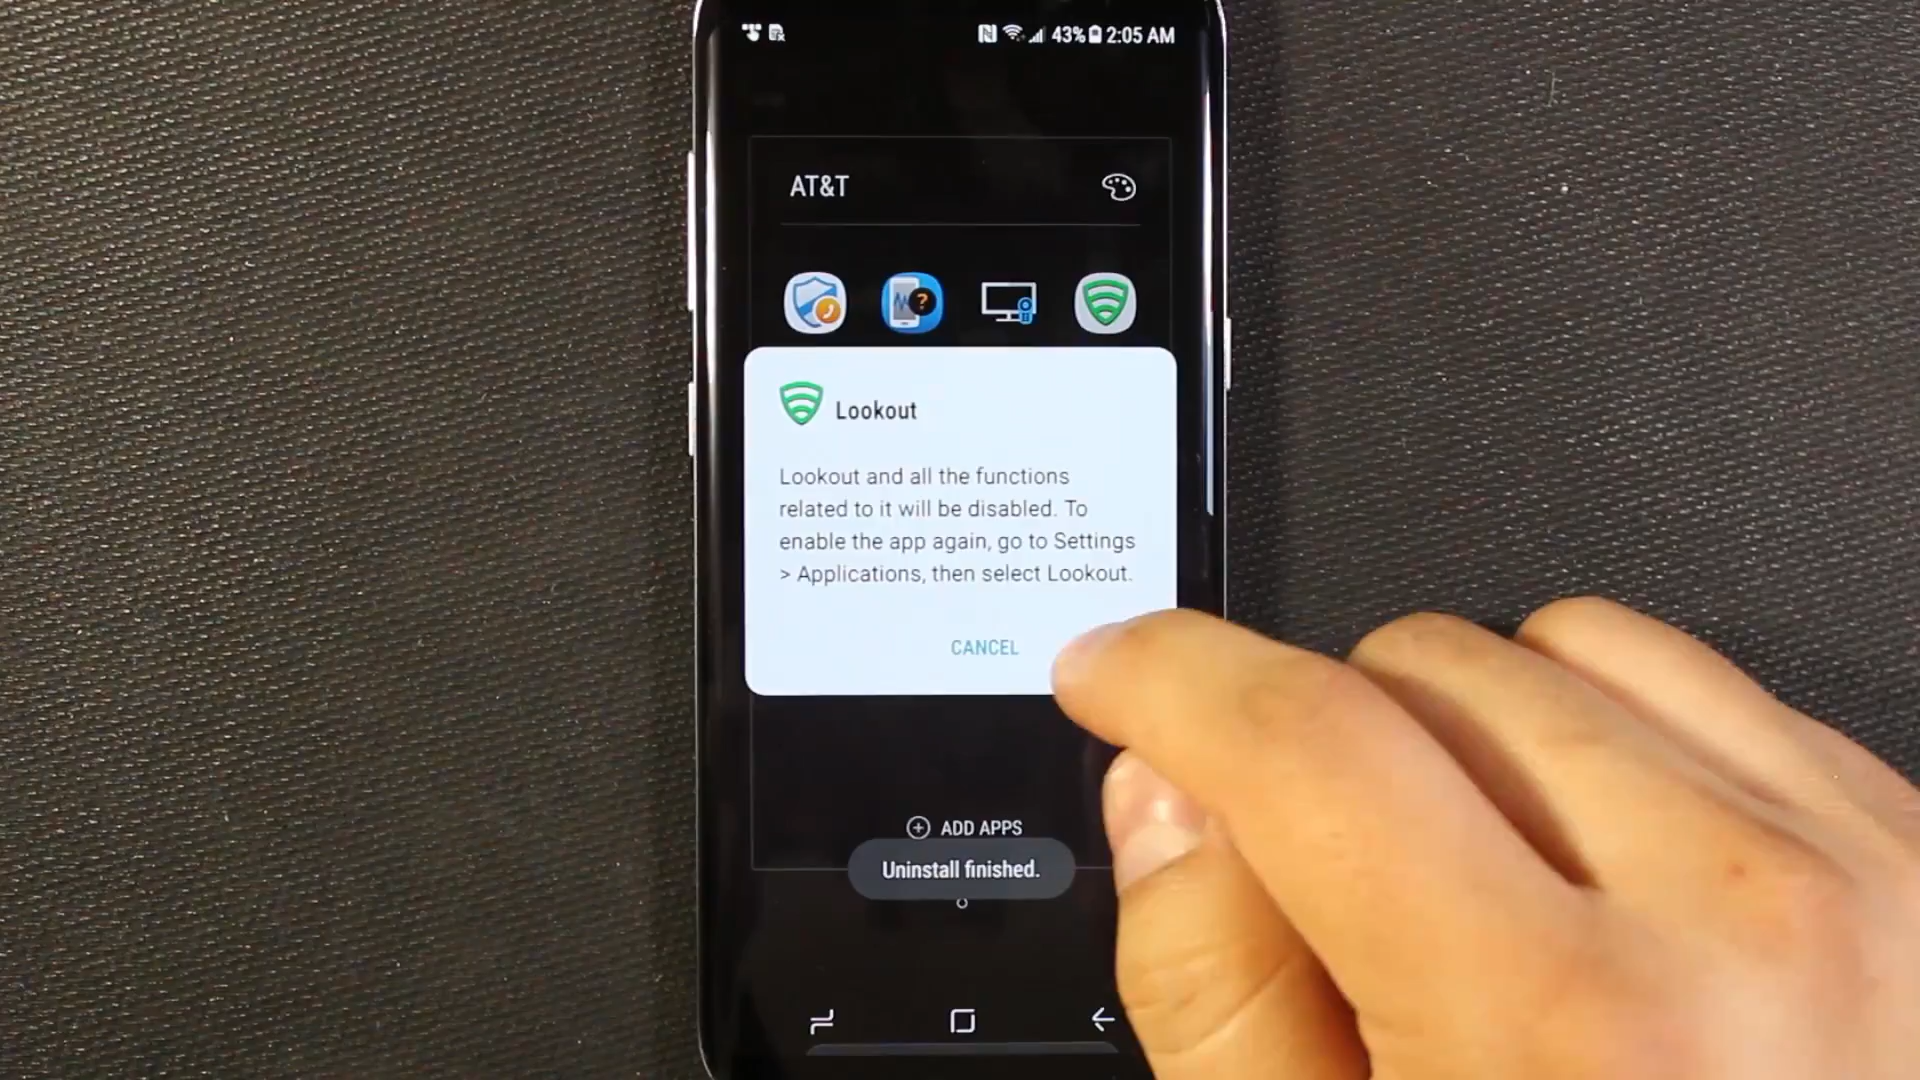 43% 2:05 AM
AT&T
?
Lookout
Lookout and all the functions
related to it will be disabled. To
enable the app again, go to Settings
> Applications, then select Lookout.
CANCEL
ADD APPS
Uninstall finished.